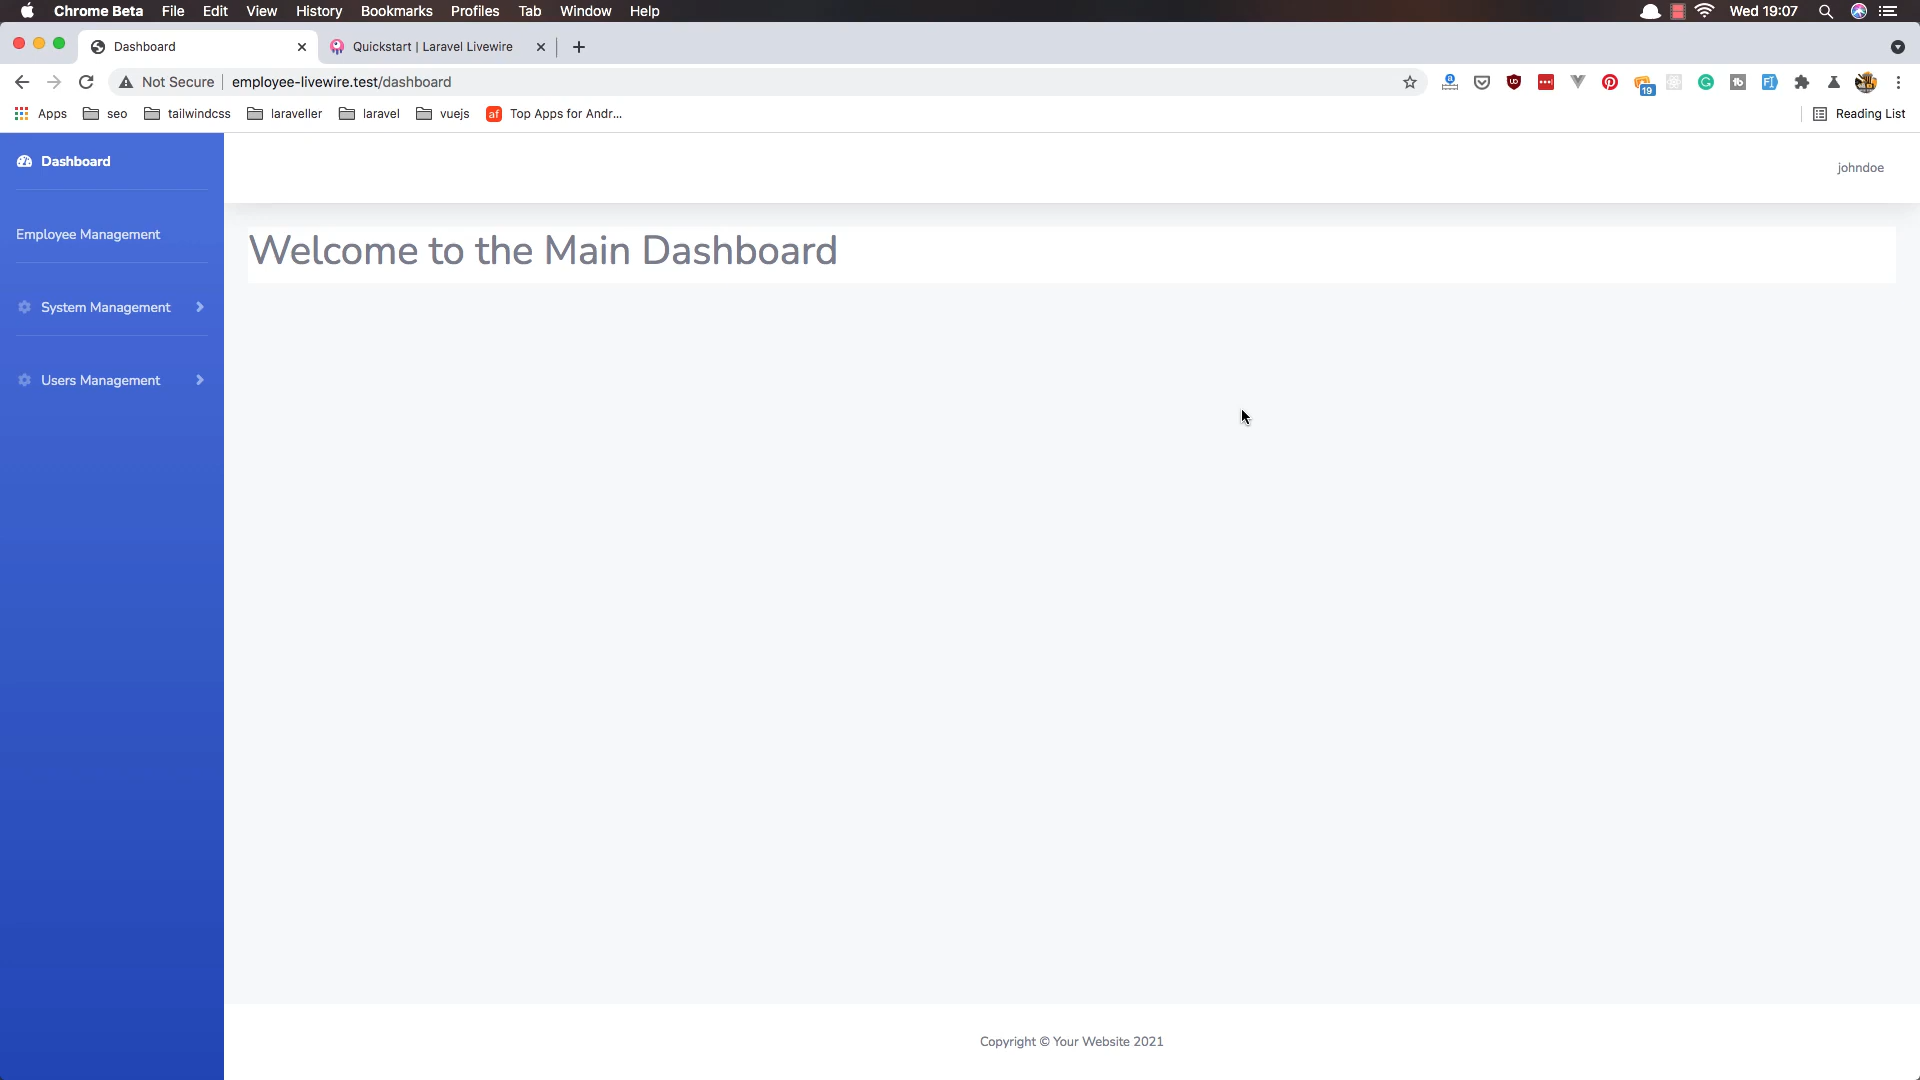 Chrome Beta File Edit View History Bookmarks Profiles Tab Window Help Wed 19:07
Dashboard Quickstart | Laravel Livewire
Not Secure employee-livewire.test/dashboard 19
Apps seo tailwindcss laraveller laravel vuejs af Top Apps for Andr... Reading List
Dashboard
johndoe
Employee Management
Welcome to the Main Dashboard
System Management
Users Management
Copyright © Your Website 2021